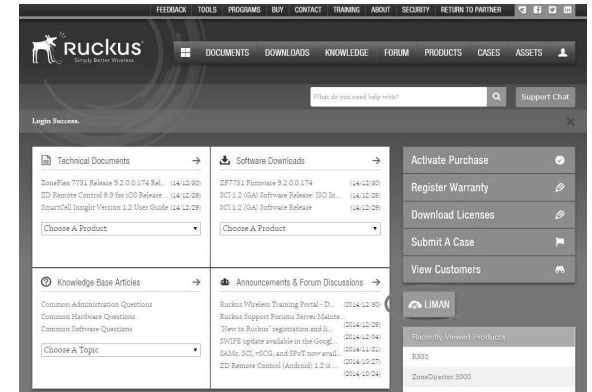 FEEDBACK TOOLS PROGRAMS BUY CONTACT TRAINING ABOUT SECURITY RETURN TO PARTNER
Ruckus
Simply Better Wireless.
DOCUMENTS DOWNLOADS KNOWLEDGE FORUM PRODUCTS CASES ASSETS
What do you need help with?
Support Chat
Login Success.
Technical Documents
ZoneFlex 7731 Release 9.2.0.0.174 Rel... (14/12/30)
ZD Remote Control 9.9 for iOS Release... (14/12/29)
SmartCell Insight Version 1.2 User Guide (14/12/29)
Choose A Product
Software Downloads
ZF7731 Firmware 9.2.0.0.174 (14/12/30)
SCI 1.2 (GA) Software Release: ISO In... (14/12/29)
SCI 1.2 (GA) Software Release (14/12/29)
Choose A Product
Activate Purchase
Register Warranty
Download Licenses
Submit A Case
View Customers
Knowledge Base Articles
Common Administration Questions
Common Hardware Questions
Common Software Questions
Choose A Topic
Announcements & Forum Discussions
Ruckus Wireless Training Portal - D... (2014/12/30)
Ruckus Support Forums Server Mainte... (2014/12/29)
"New to Ruckus" registration and li... (2014/12/04)
SWIPE update available in the Googl... (2014/11/21)
SAMs, SCI, vSCG, and SPoT now avail... (2014/10/27)
ZD Remote Control (Android) 1.2 is ... (2014/10/24)
LiMAN
Recently Viewed Products
R300
ZoneDirector 3000